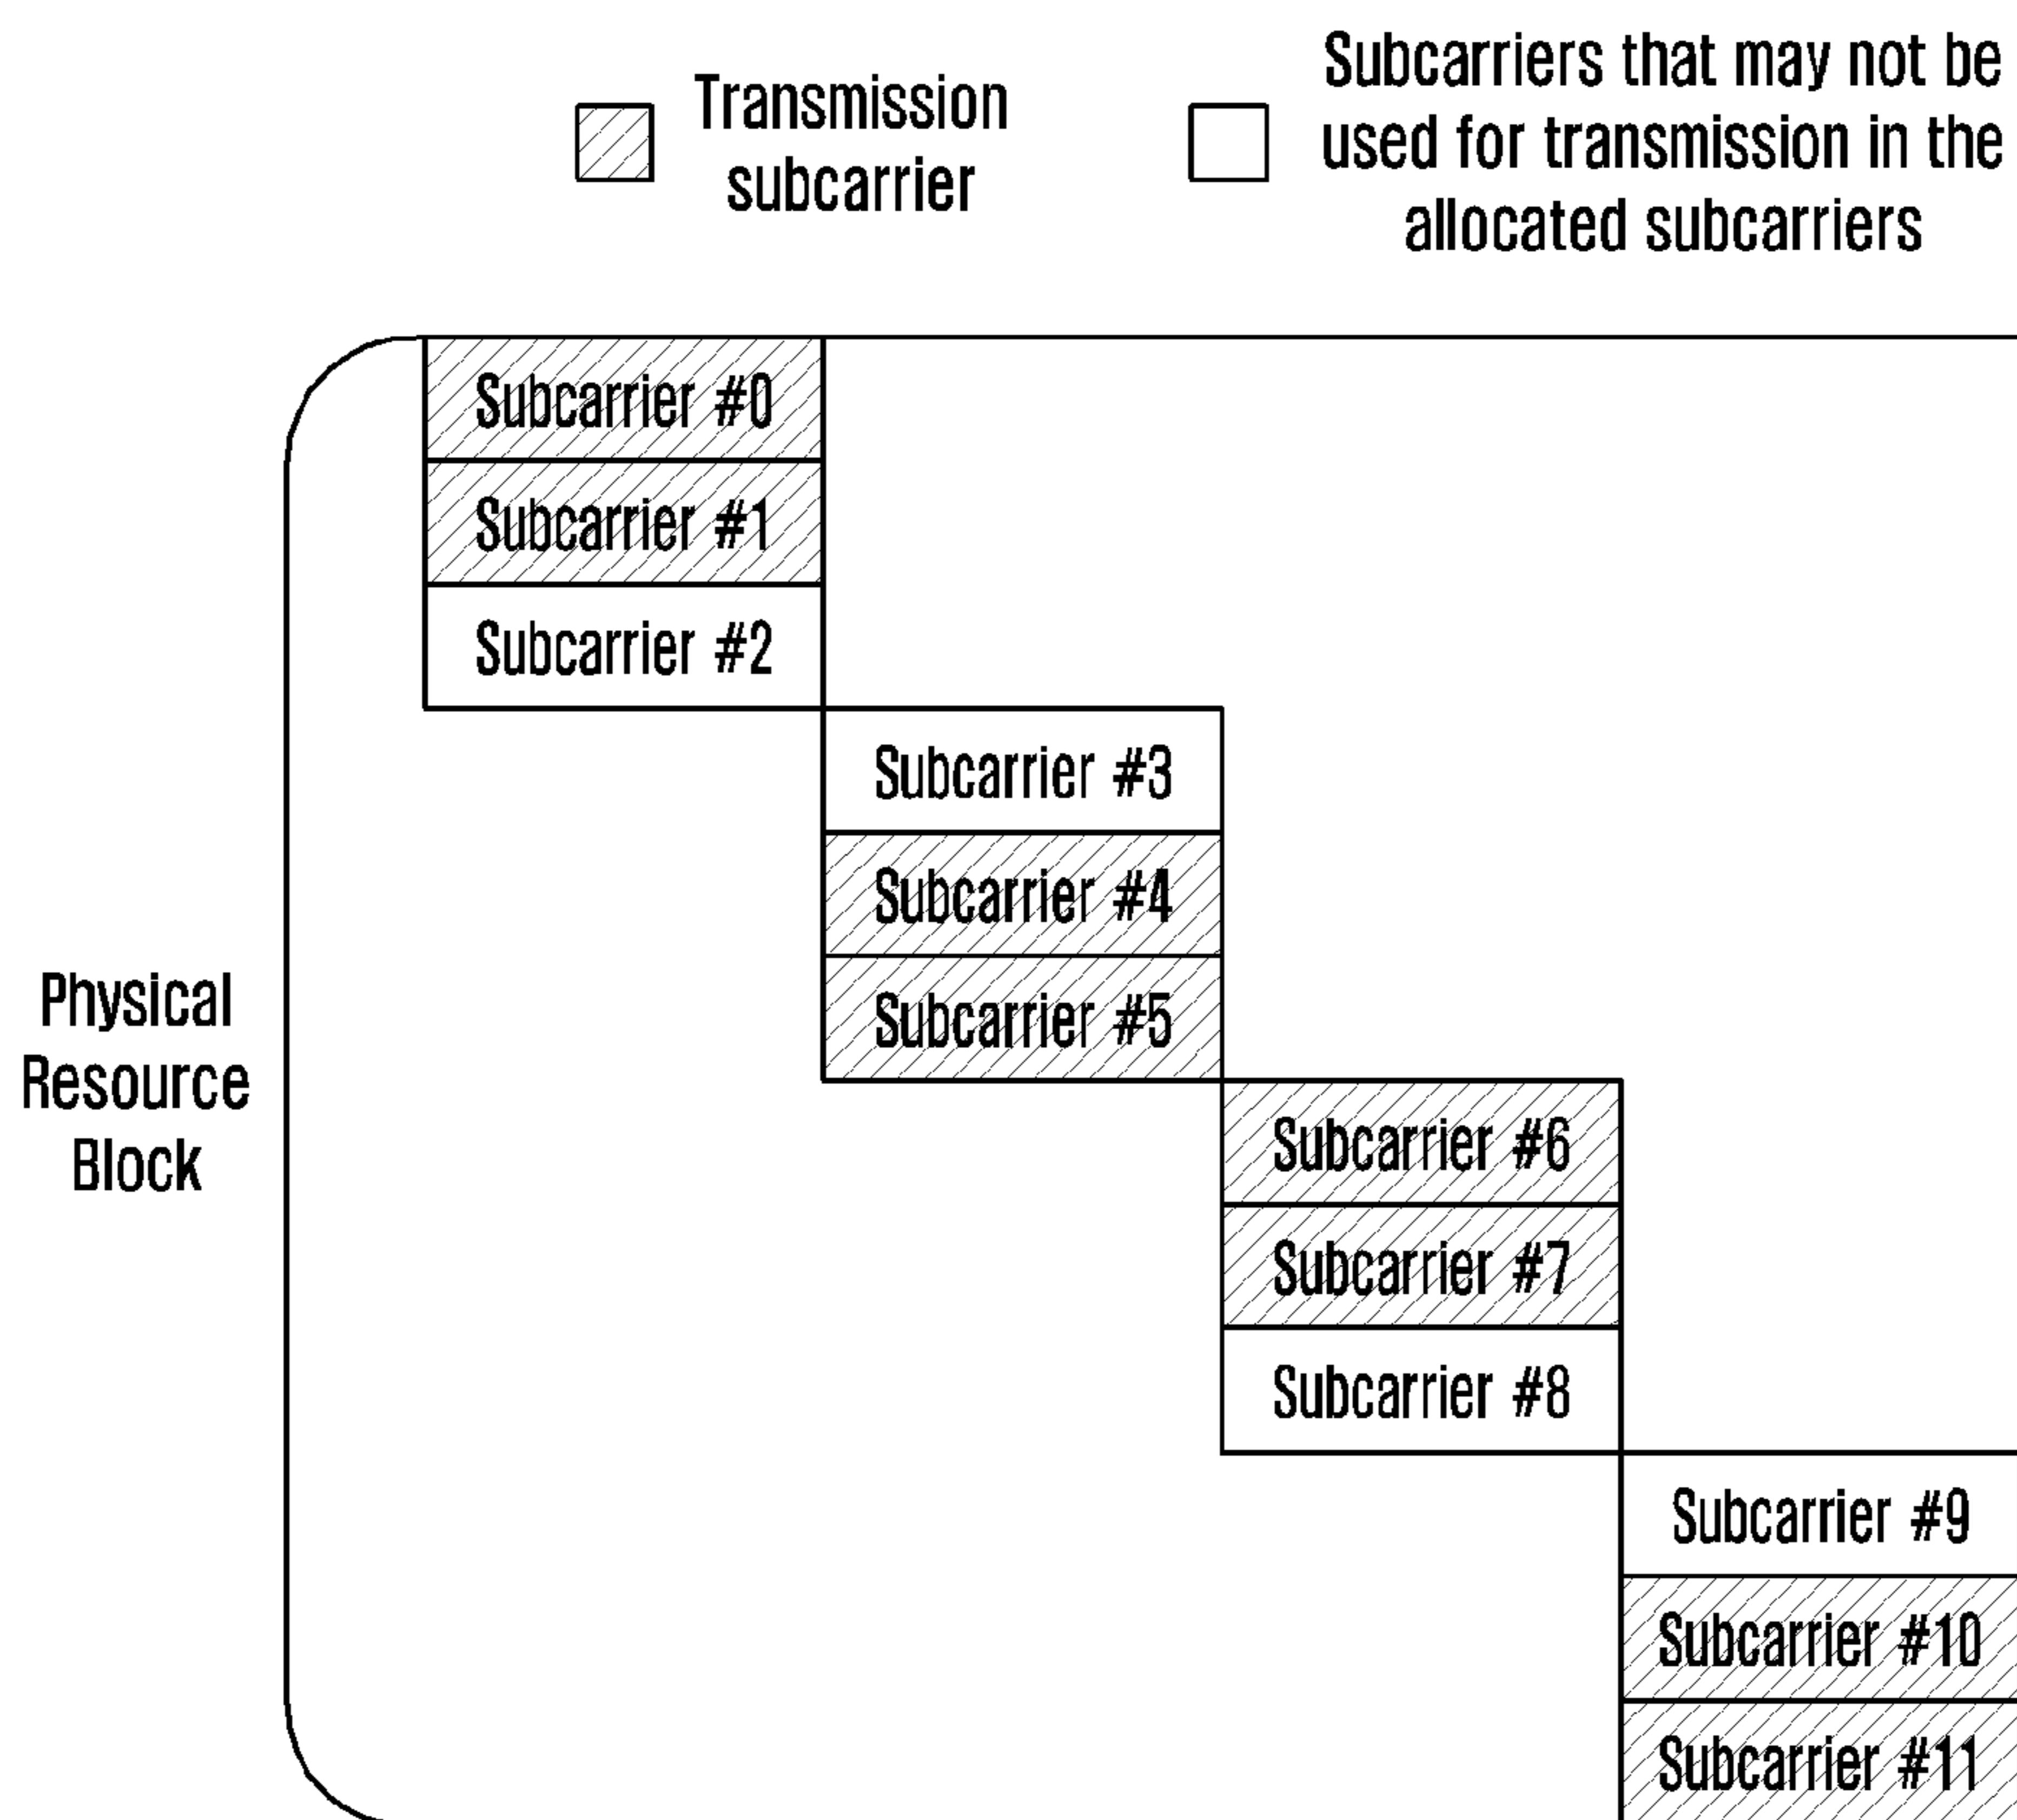 Transmission
subcarrier
Subcarriers that may not be
used for transmission in the
allocated subcarriers
Subcarrier #0
Subcarrier #1
Subcarrier #2
Subcarrier #3
Subcarrier #4
Subcarrier #5
Physical
Resource
Block
Subcarrier #6
Subcarrier #7
Subcarrier #8
Subcarrier #9
Subcarrier #10
Subcarrier #11